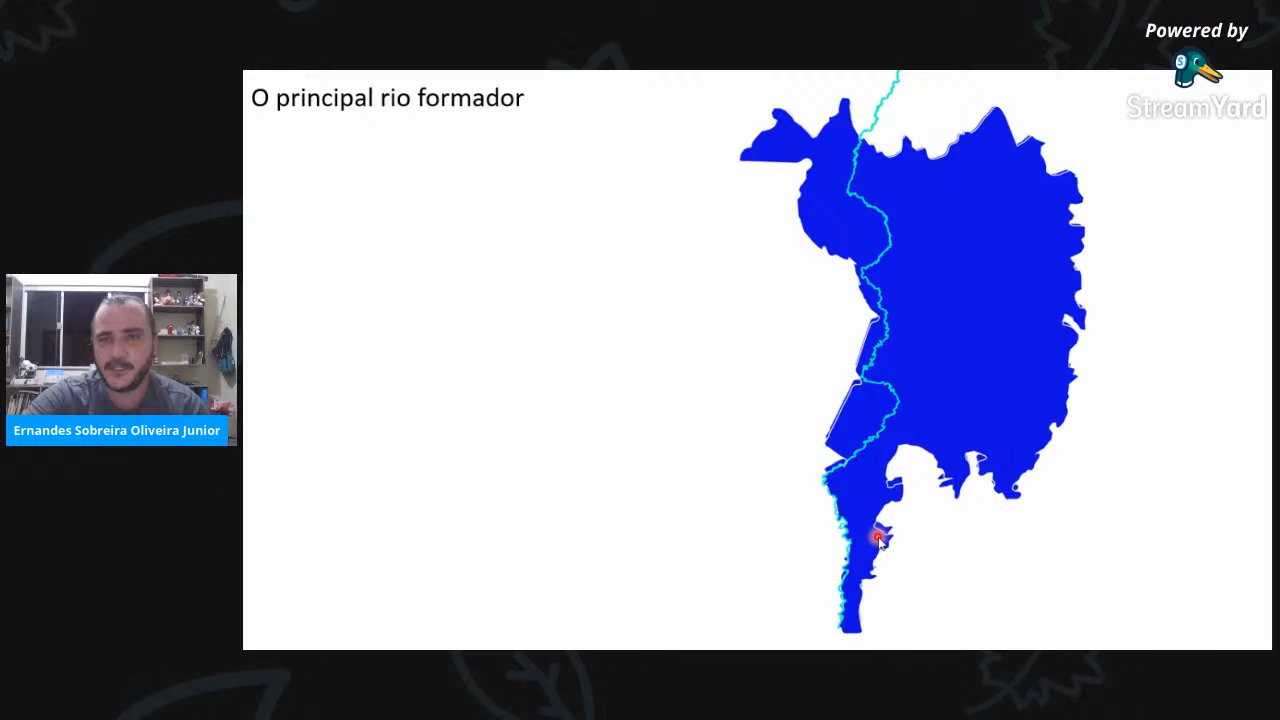 Powered by
StreamYard
O principal rio formador
Ernandes Sobreira Oliveira Junior